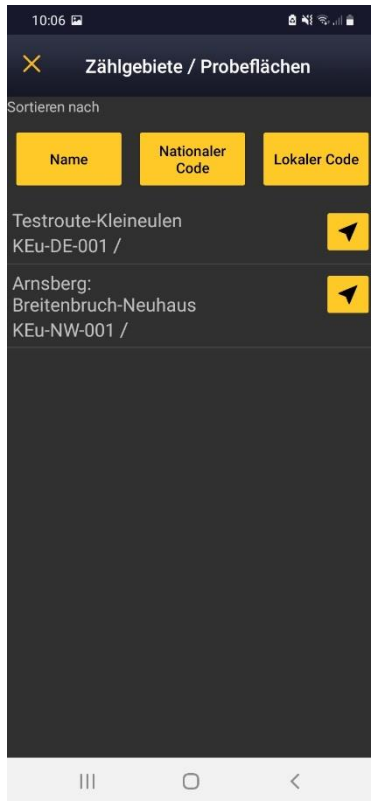 10:06
Zählgebiete / Probeflächen
Sortieren nach
Name
Nationaler
Code
Lokaler Code
Testroute-Kleineulen
KEu-DE-001 /
Arnsberg:
Breitenbruch-Neuhaus
KEu-NW-001 /